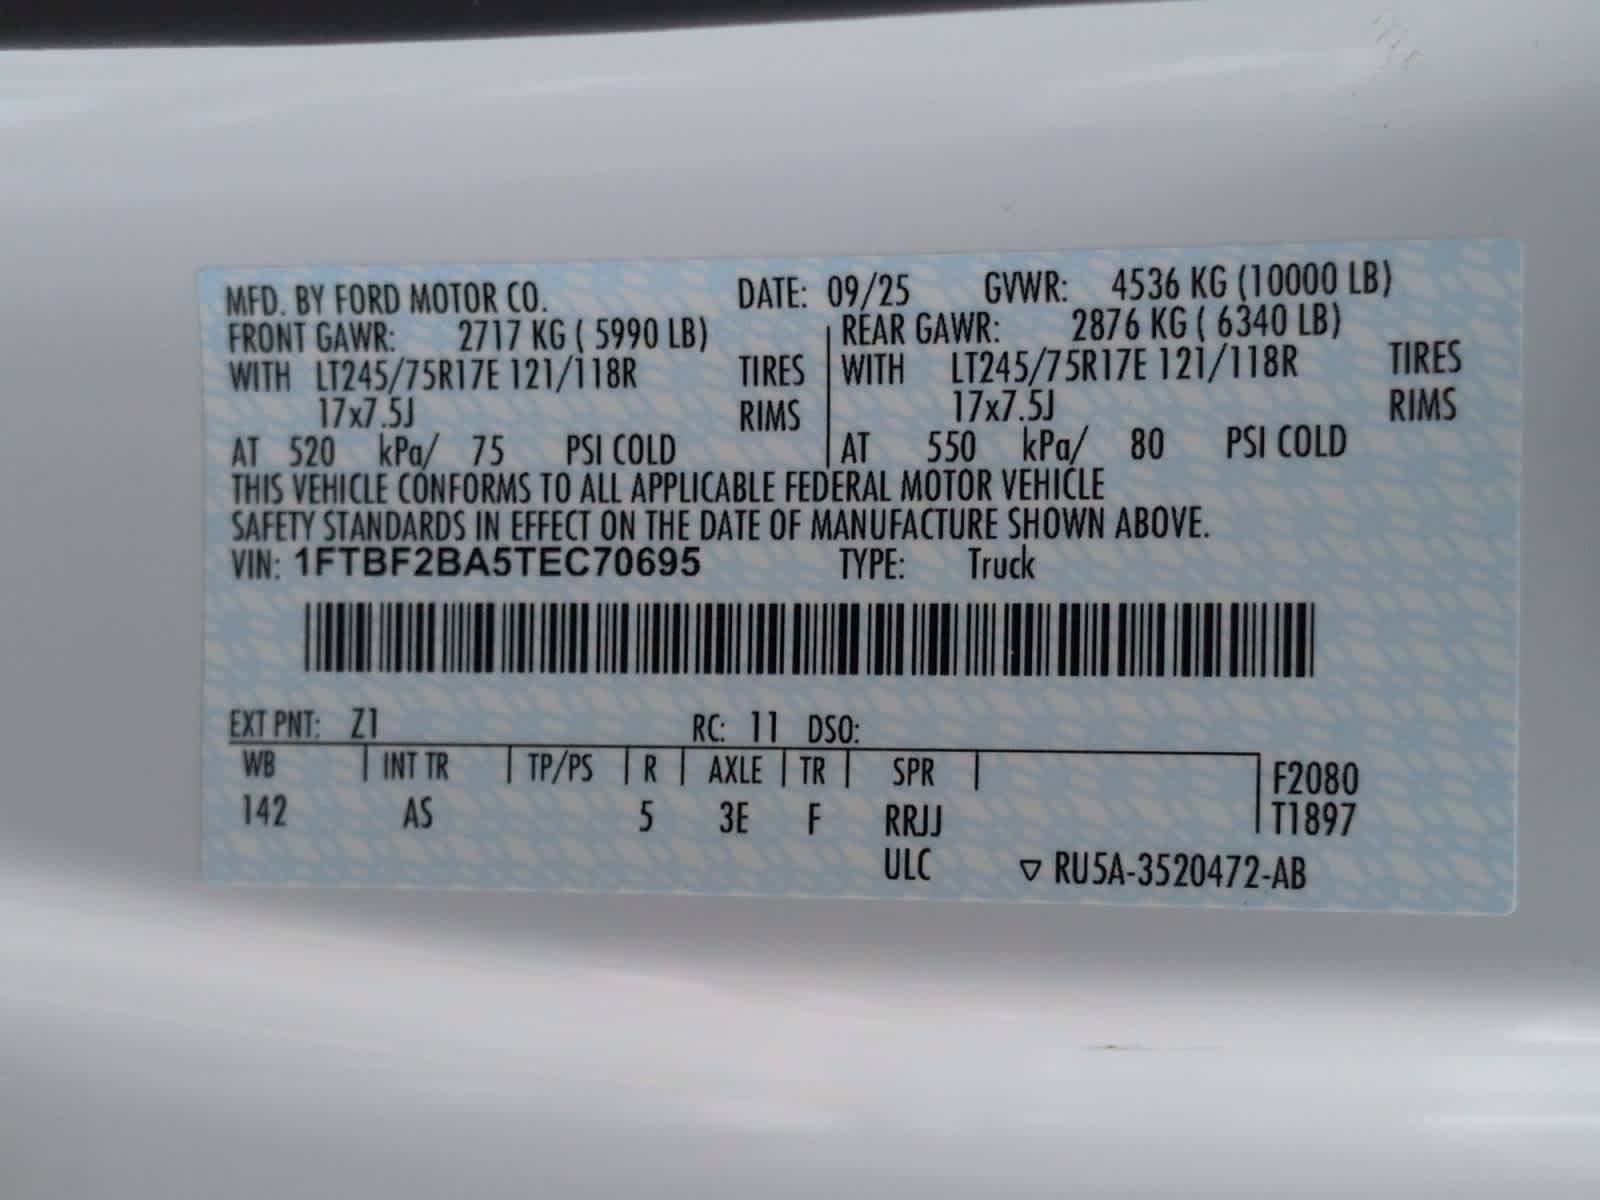 MFD. BY FORD MOTOR CO. DATE: 09/25 GVWR: 4536 KG (10000 LB)
FRONT GAWR: 2717 KG ( 5990 LB) REAR GAWR: 2876 KG ( 6340 LB)
WITH LT245/75R17E 121/118R TIRES WITH LT245/75R17E 121/118R TIRES
17x7.5J RIMS 17x7.5J RIMS
AT 520 kPa/ 75 PSI COLD AT 550 kPa/ 80 PSI COLD
THIS VEHICLE CONFORMS TO ALL APPLICABLE FEDERAL MOTOR VEHICLE
SAFETY STANDARDS IN EFFECT ON THE DATE OF MANUFACTURE SHOWN ABOVE.
VIN: 1FTBF2BA5TEC70695 TYPE: Truck
EXT PNT: Z1 RC: 11 DSO:
WB INT TR TP/PS R AXLE TR SPR F2080
142 AS 5 3E F RRJJ T1897
ULC ▽ RU5A-3520472-AB